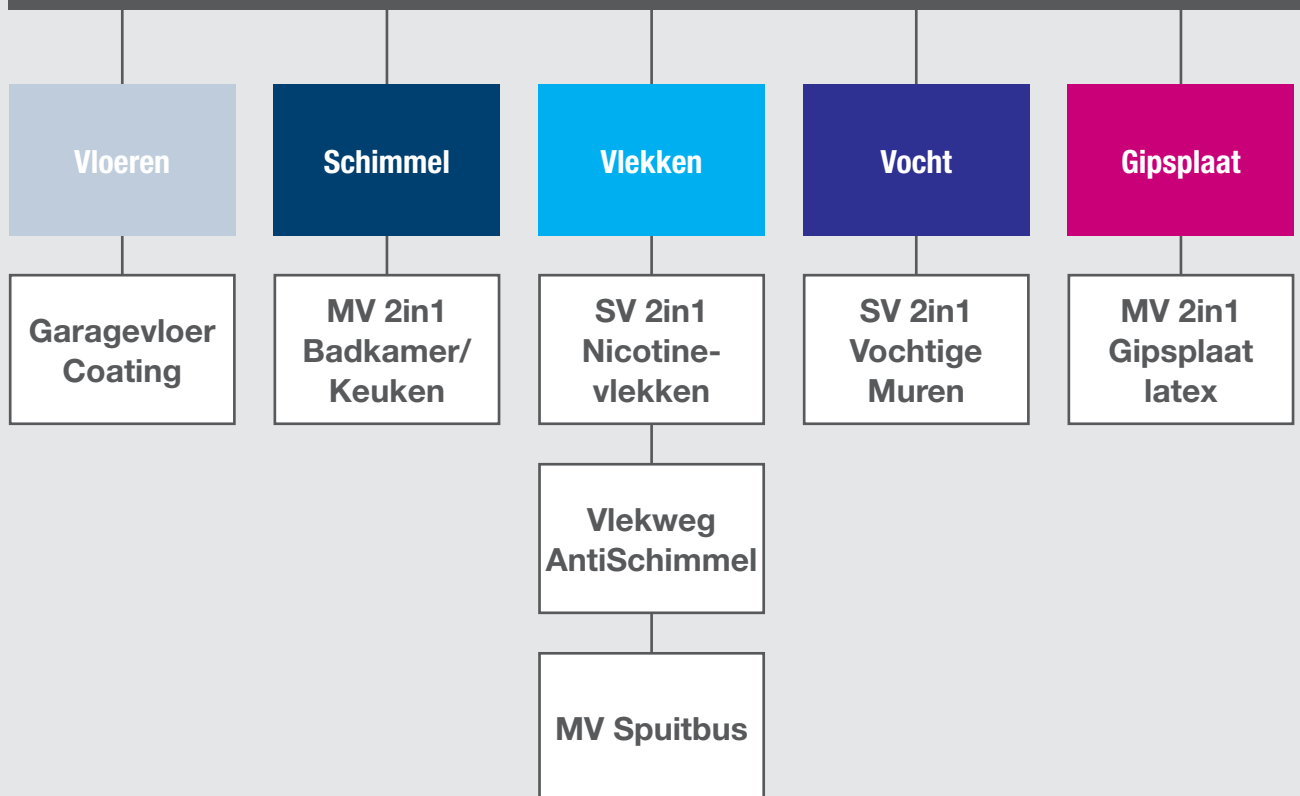 Vloeren
Schimmel
Vlekken
Vocht
Gipsplaat
Garagevloer
Coating
MV 2in1
Badkamer/
Keuken
SV 2in1
Nicotine-
vlekken
SV 2in1
Vochtige
Muren
MV 2in1
Gipsplaat
latex
Vlekweg
AntiSchimmel
MV Spuitbus